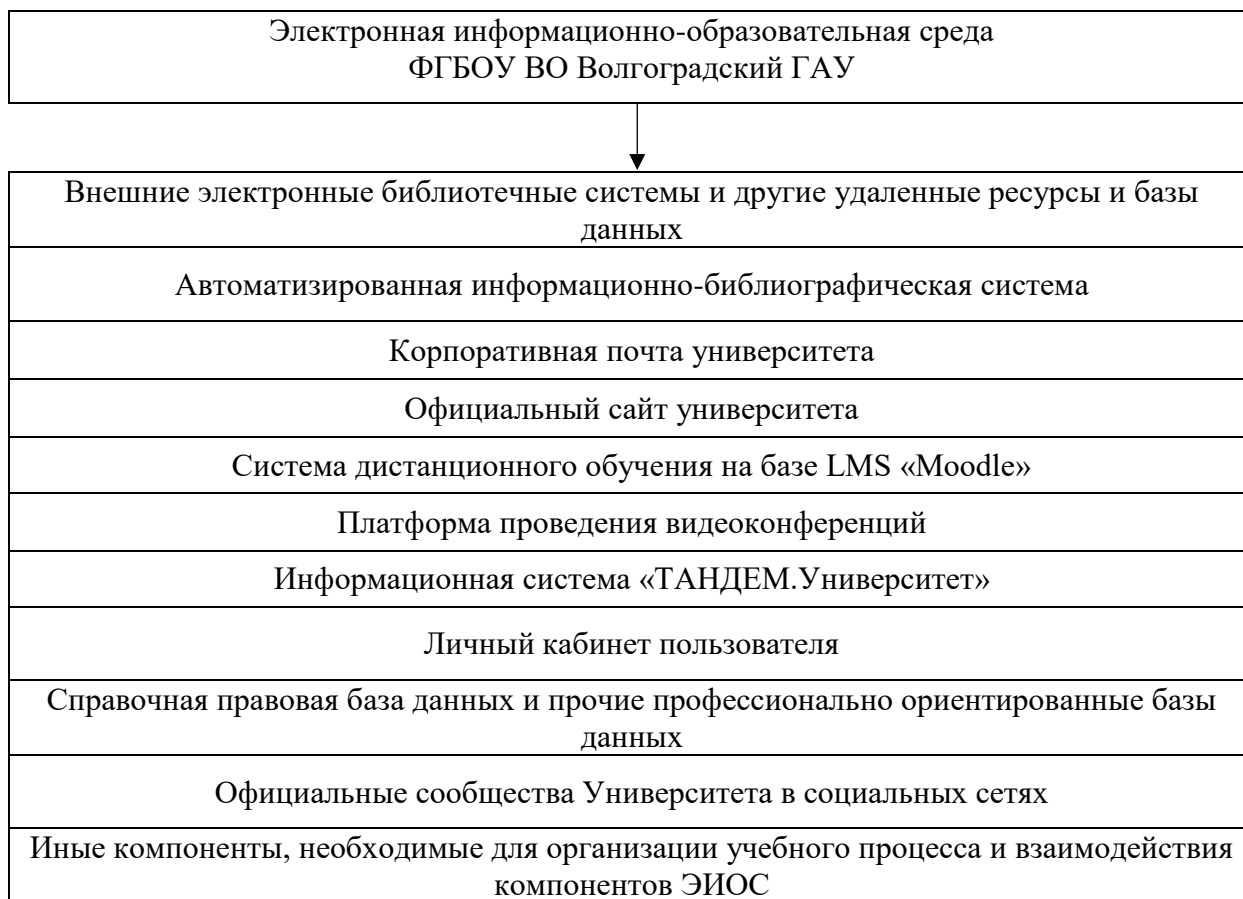 Электронная информационно-образовательная среда
ФГБОУ ВО Волгоградский ГАУ
Внешние электронные библиотечные системы и другие удаленные ресурсы и базы
данных
Автоматизированная информационно-библиографическая система
Корпоративная почта университета
Официальный сайт университета
Система дистанционного обучения на базе LMS «Moodle»
Платформа проведения видеоконференций
Информационная система «ТАНДЕМ.Университет»
Личный кабинет пользователя
Справочная правовая база данных и прочие профессионально ориентированные базы
данных
Официальные сообщества Университета в социальных сетях
Иные компоненты, необходимые для организации учебного процесса и взаимодействия
компонентов ЭИОС